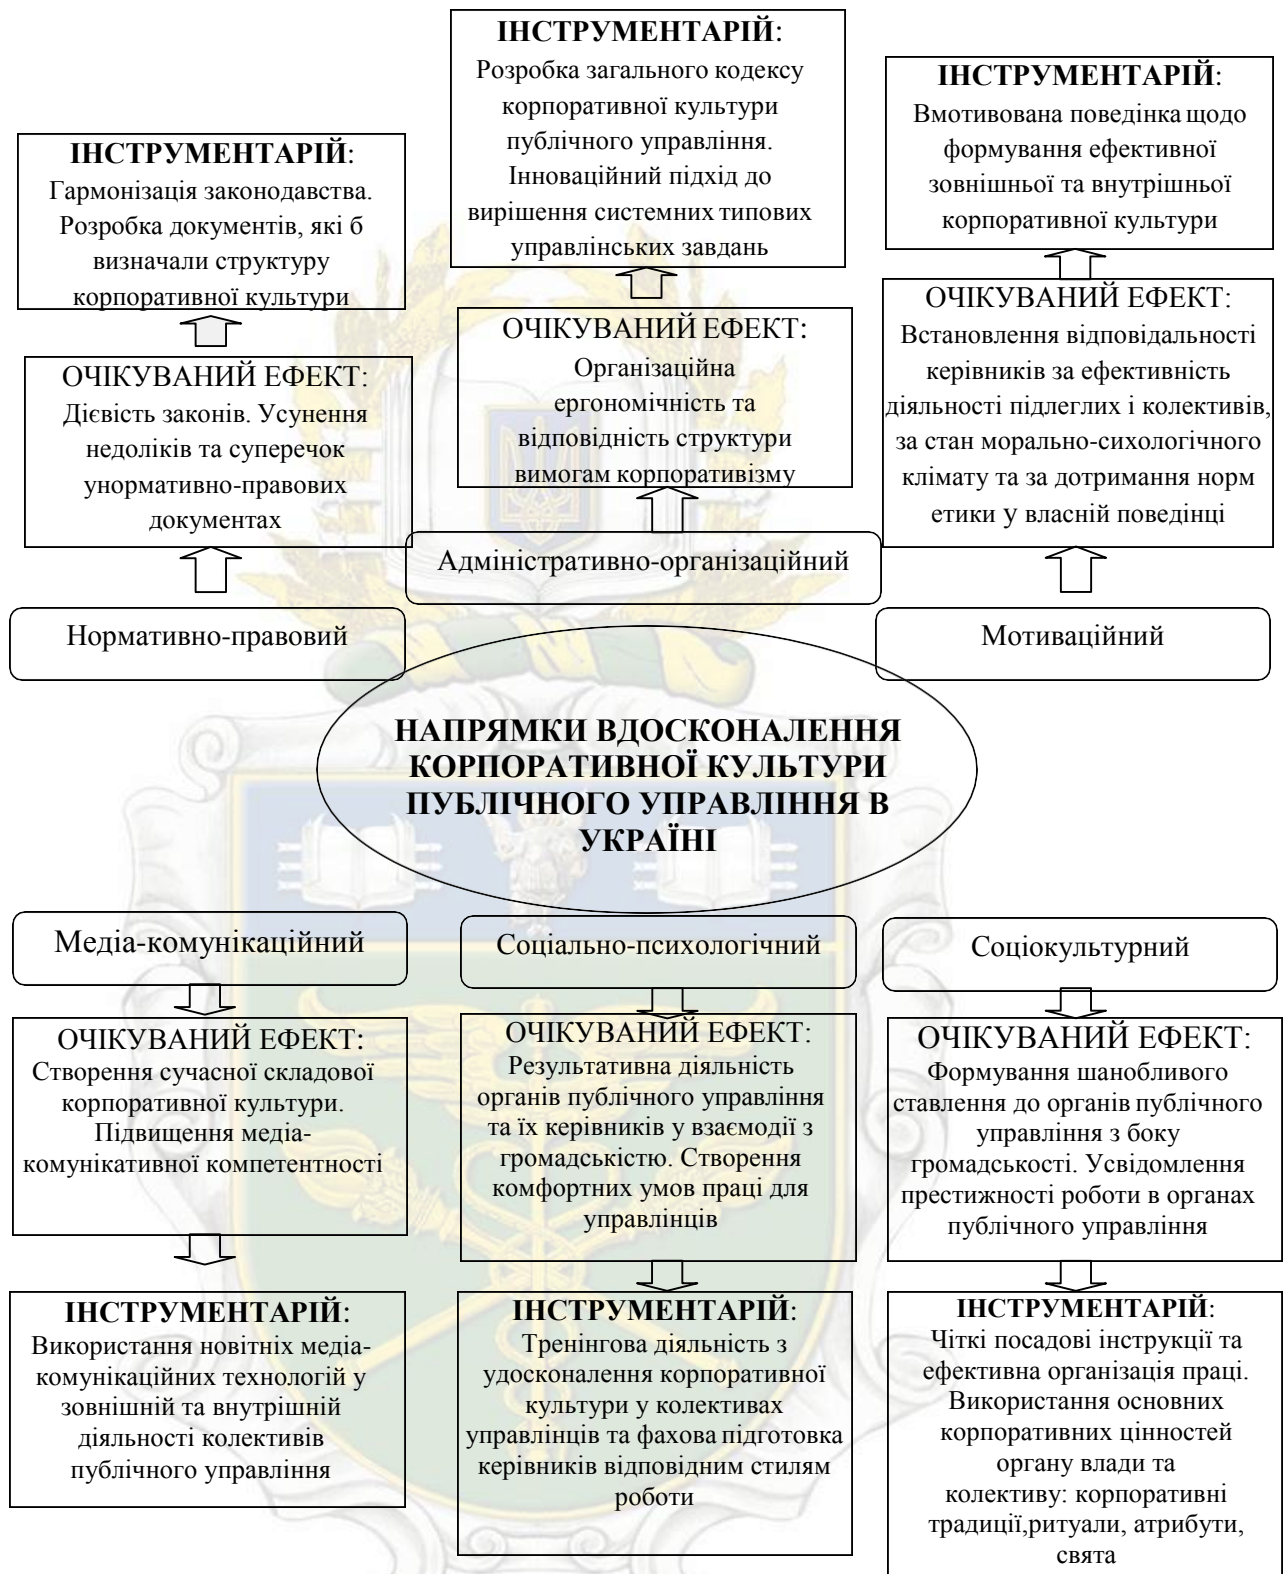 ІНСТРУМЕНТАРІЙ:
Гармонізація законодавства.
Розробка документів, які б
визначали структуру
корпоративної культури
ОЧІКУВАНИЙ ЕФЕКТ:
Дієвість законів. Усунення
недоліків та суперечок
унормативно-правових
документах
Нормативно-правовий
ІНСТРУМЕНТАРІЙ:
Розробка загального кодексу
корпоративної культури
публічного управління.
Інноваційний підхід до
вирішення системних типових
управлінських завдань
ОЧІКУВАНИЙ ЕФЕКТ:
Організаційна
ергономічність та
відповідність структури
вимогам корпоративізму
Адміністративно-організаційний
ІНСТРУМЕНТАРІЙ:
Вмотивована поведінка щодо
формування ефективної
зовнішньої та внутрішньої
корпоративної культури
ОЧІКУВАНИЙ ЕФЕКТ:
Встановлення відповідальності
керівників за ефективність
діяльності підлеглих і колективів,
за стан морально-сихологічного
клімату та за дотримання норм
етики у власній поведінці
Мотиваційний
НАПРЯМКИ ВДОСКОНАЛЕННЯ
КОРПОРАТИВНОЇ КУЛЬТУРИ
ПУБЛІЧНОГО УПРАВЛІННЯ В
УКРАЇНІ
Медіа-комунікаційний
ОЧІКУВАНИЙ ЕФЕКТ:
Створення сучасної складової
корпоративної культури.
Підвищення медіа-
комунікативної компетентності
ІНСТРУМЕНТАРІЙ:
Використання новітніх медіа-
комунікаційних технологій у
зовнішній та внутрішній
діяльності колективів
публічного управління
Соціально-психологічний
ОЧІКУВАНИЙ ЕФЕКТ:
Результативна діяльність
органів публічного управління
та їх керівників у взаємодії з
громадськістю. Створення
комфортних умов праці для
управлінців
ІНСТРУМЕНТАРІЙ:
Тренінгова діяльність з
удосконалення корпоративної
культури у колективах
управлінців та фахова підготовка
керівників відповідним стилям
роботи
Соціокультурний
ОЧІКУВАНИЙ ЕФЕКТ:
Формування шанобливого
ставлення до органів публічного
управління з боку
громадськості. Усвідомлення
престижності роботи в органах
публічного управління
ІНСТРУМЕНТАРІЙ:
Чіткі посадові інструкції та
ефективна організація праці.
Використання основних
корпоративних цінностей
органу влади та
колективу: корпоративні
традиції,ритуали, атрибути,
свята